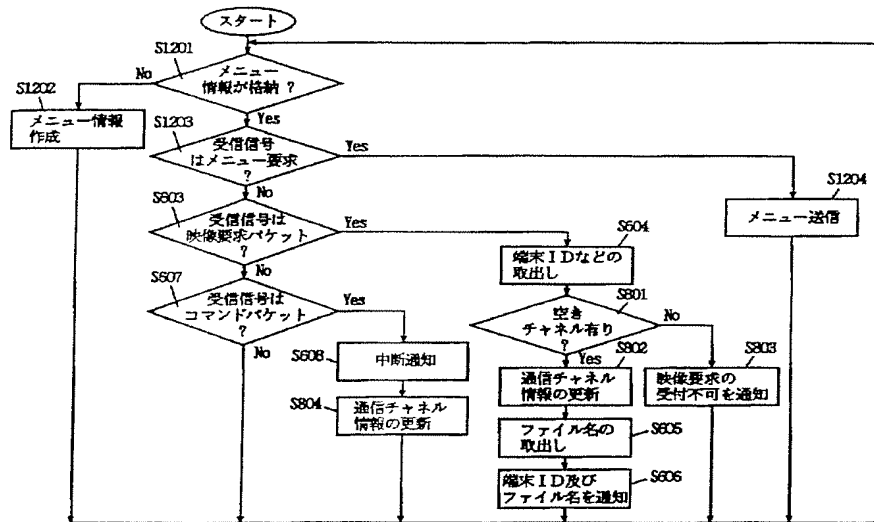 スタート
S1201
メニュー
情報が格納 ?
No
Yes
S1202
メニュー情報
作成
S1203
受信信号
はメニュー要求
?
Yes
No
S1204
メニュー送信
S603
受信信号は
映像要求パケット
?
Yes
No
S604
端末IDなどの
取出し
S607
受信信号は
コマンドパケット
?
Yes
No
S801
空き
チャネル有り
?
No
Yes
S608
中断通知
S802
通信チャネル
情報の更新
S803
映像要求の
受付不可を通知
S804
通信チャネル
情報の更新
S605
ファイル名の
取出し
S606
端末ID及び
ファイル名を通知